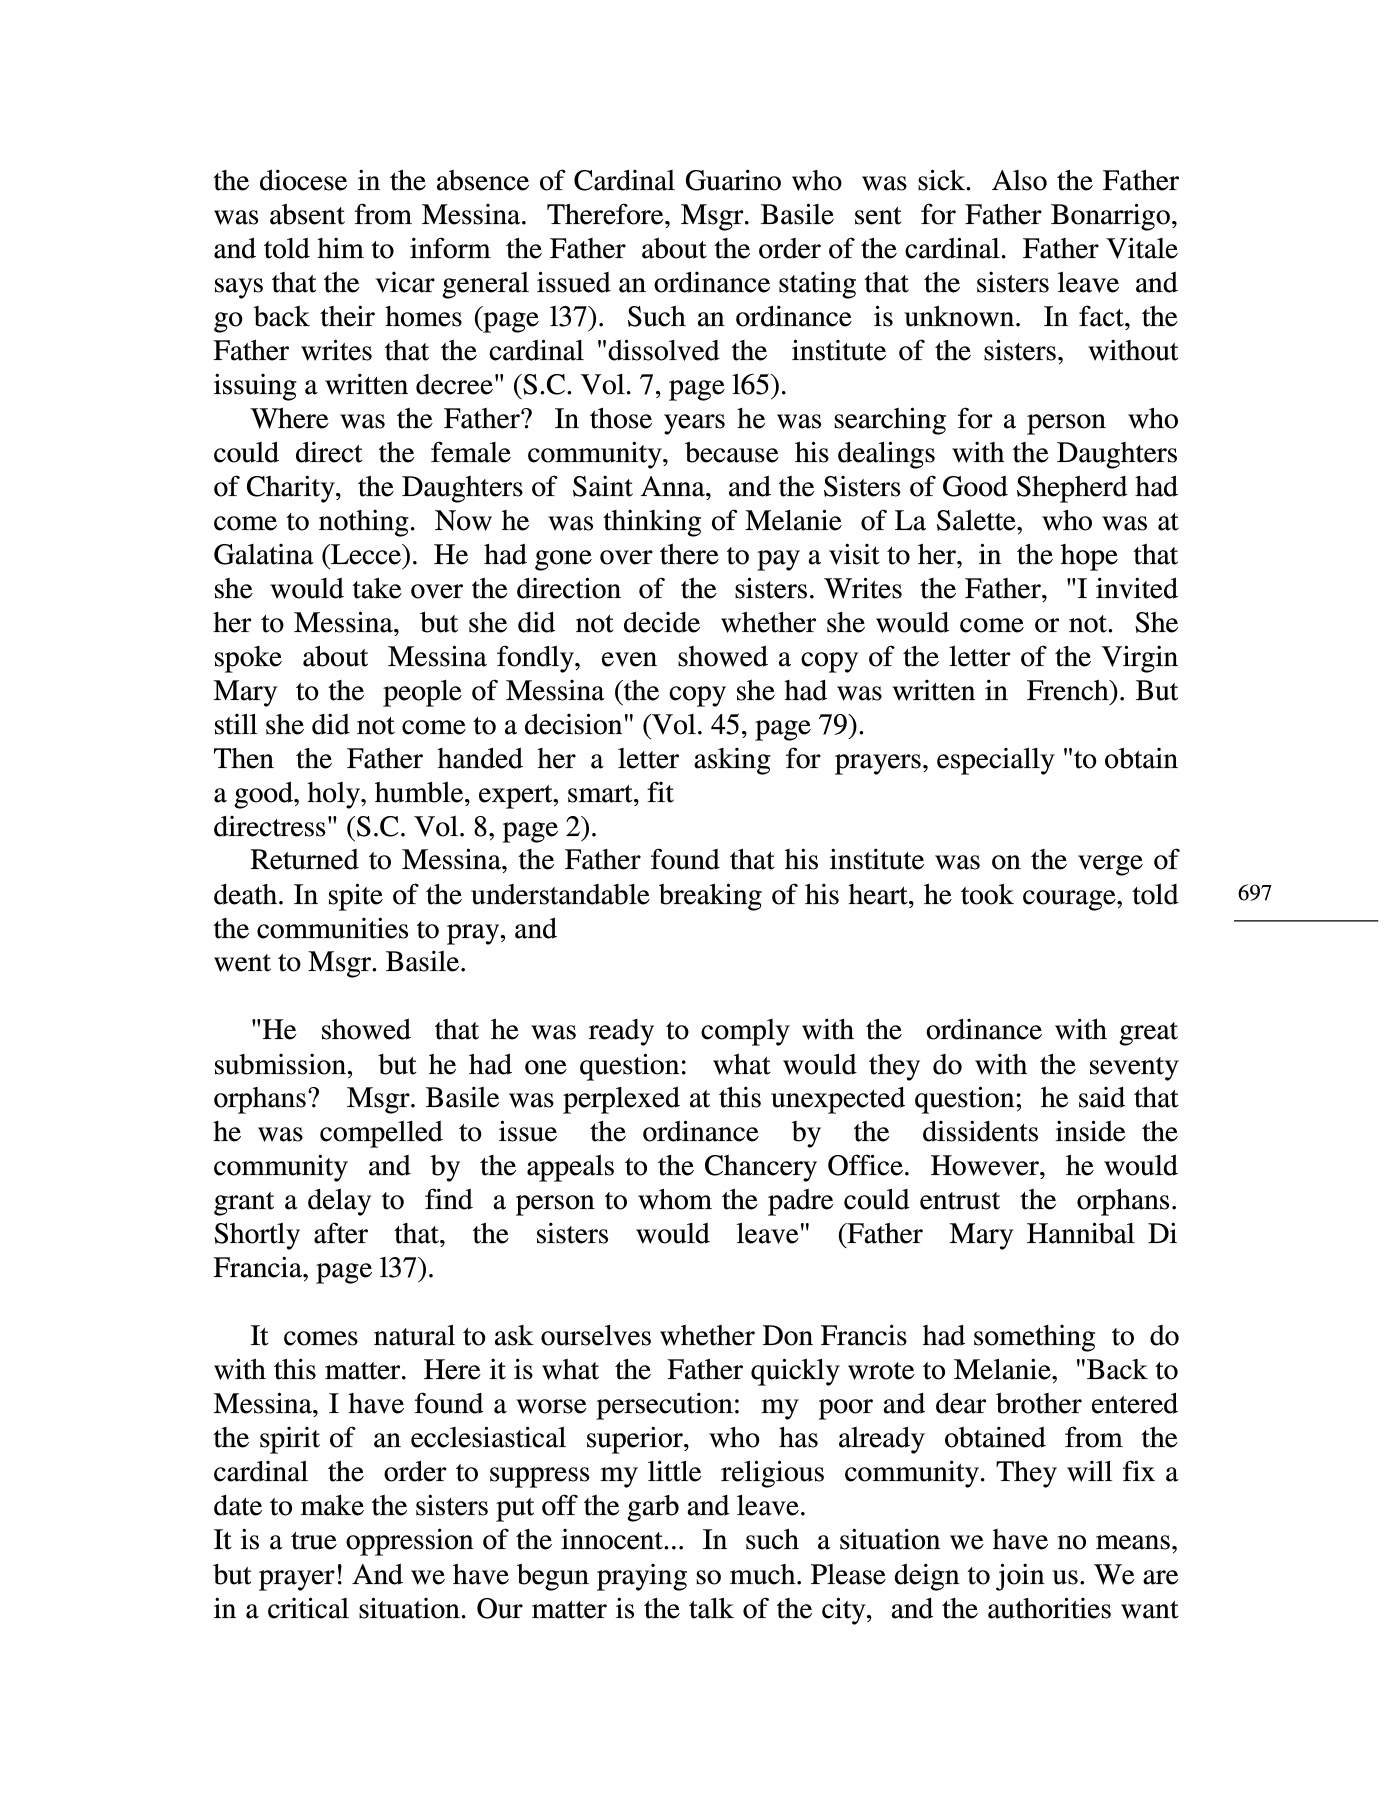 the diocese in the absence of Cardinal Guarino who was sick. Also the Father
was absent from Messina. Therefore, Msgr. Basile sent for Father Bonarrigo,
and told him to inform the Father about the order of the cardinal. Father Vitale
says that the vicar general issued an ordinance stating that the sisters leave and
go back their homes (page 137). Such an ordinance is unknown. In fact, the
Father writes that the cardinal "dissolved the institute of the sisters, without
issuing a written decree" (S.C. Vol. 7, page 165).
Where was the Father? In those years he was searching for a person who
could direct the female community, because his dealings with the Daughters
of Charity, the Daughters of Saint Anna, and the Sisters of Good Shepherd had
come to nothing. Now he was thinking of Melanie of La Salette, who was at
Galatina (Lecce). He had gone over there to pay a visit to her, in the hope that
she would take over the direction of the sisters. Writes the Father, "I invited
her to Messina, but she did not decide whether she would come or not. She
spoke about Messina fondly, even showed a copy of the letter of the Virgin
Mary to the people of Messina (the copy she had was written in French). But
still she did not come to a decision" (Vol. 45, page 79).
Then the Father handed her a letter asking for prayers, especially "to obtain
a good, holy, humble, expert, smart, fit
directress" (S.C. Vol. 8, page 2).
Returned to Messina, the Father found that his institute was on the verge of
death. In spite of the understandable breaking of his heart, he took courage, told
the communities to pray, and
went to Msgr. Basile.
697
"He showed that he was ready to comply with the ordinance with great
submission, but he had one question: what would they do with the seventy
orphans? Msgr. Basile was perplexed at this unexpected question; he said that
he was compelled to issue the ordinance by the dissidents inside the
community and by the appeals to the Chancery Office. However, he would
grant a delay to find a person to whom the padre could entrust the orphans.
Shortly after that, the sisters would leave" (Father Mary Hannibal Di
Francia, page 137).
It comes natural to ask ourselves whether Don Francis had something to do
with this matter. Here it is what the Father quickly wrote to Melanie, "Back to
Messina, I have found a worse persecution: my poor and dear brother entered
the spirit of an ecclesiastical superior, who has already obtained from the
cardinal the order to suppress my little religious community. They will fix a
date to make the sisters put off the garb and leave.
It is a true oppression of the innocent... In such a situation we have no means,
but prayer! And we have begun praying so much. Please deign to join us. We are
in a critical situation. Our matter is the talk of the city, and the authorities want